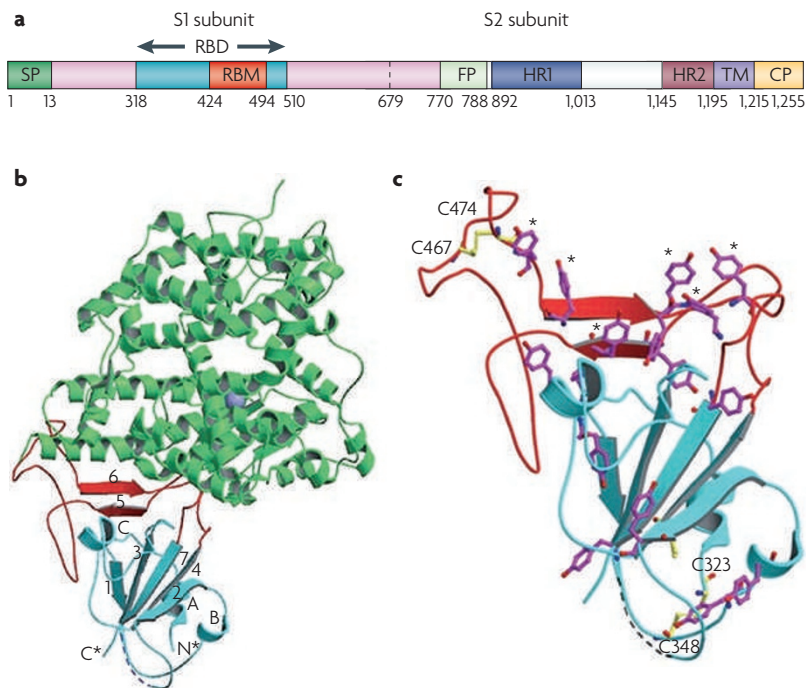 a
S1 subunit S2 subunit
RBD
SP RBM FP HR1 HR2 TM CP
1 13 318 424 494 510 679 770 788 892 1,013 1,145 1,195 1,215 1,255
b
6
5
C
3
7
4
1
2
A
B
C*
N*
c
C474
C467
*
*
*
*
*
*
C323
C348